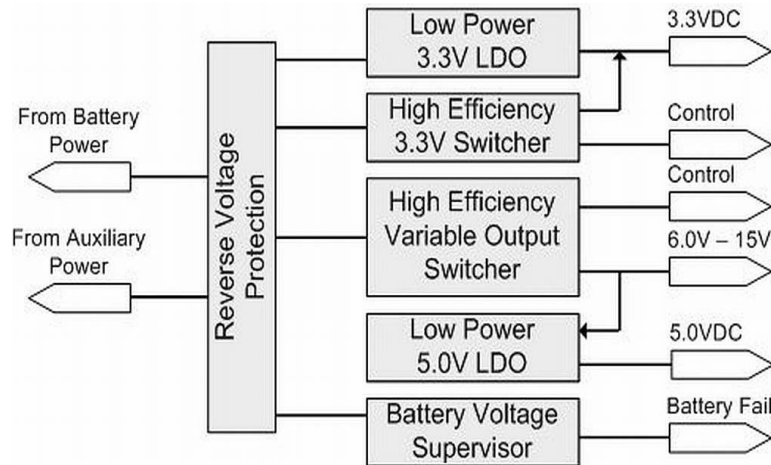 From Battery
Power
From Auxiliary
Power
Reverse Voltage
Protection
Low Power
3.3V LDO
High Efficiency
3.3V Switcher
High Efficiency
Variable Output
Switcher
Low Power
5.0V LDO
Battery Voltage
Supervisor
3.3VDC
Control
Control
6.0V – 15V
5.0VDC
Battery Fail